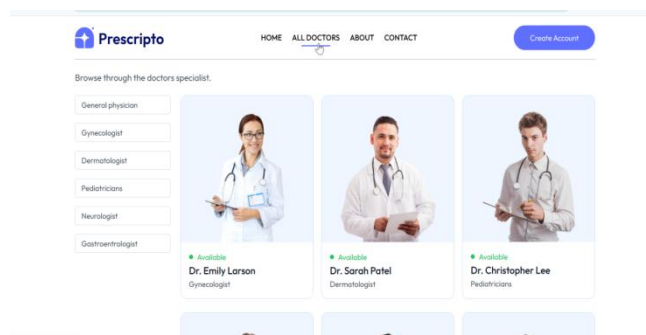 Prescripto
HOME ALL DOCTORS ABOUT CONTACT
Create Account
Browse through the doctors specialist.
General physician
Gynecologist
Dermatologist
Pediatricians
Neurologist
Gastroentrologist
Available
Dr. Emily Larson
Gynecologist
Available
Dr. Sarah Patel
Dermatologist
Available
Dr. Christopher Lee
Pediatricians